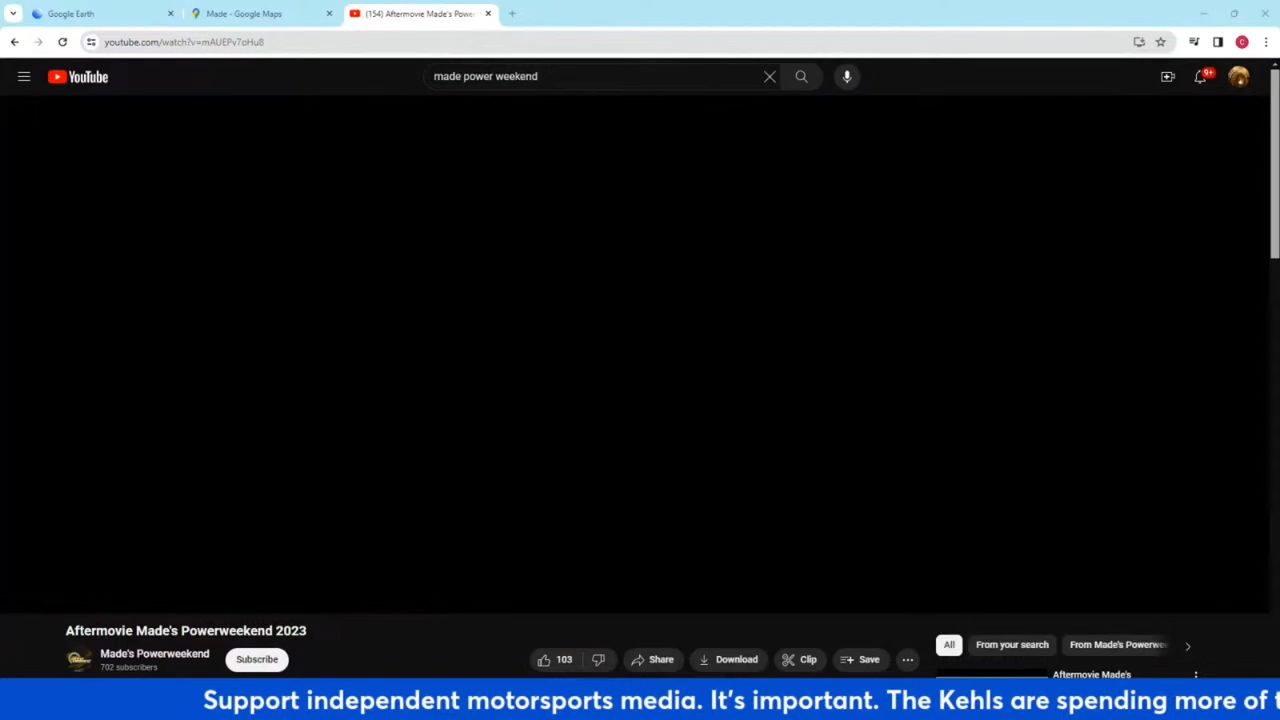 Google Earth
Made - Google Maps
(154) Aftermovie Made's Power
youtube.com/watch?v=mAUEPv7oHu8
C
YouTube
made power weekend
9+
Aftermovie Made's Powerweekend 2023
Made's Powerweekend
702 subscribers
Subscribe
103
Share
Download
Clip
Save
All
From your search
From Made's Powerwe
Aftermovie Made's
Support independent motorsports media. It's important. The Kehls are spending more of t